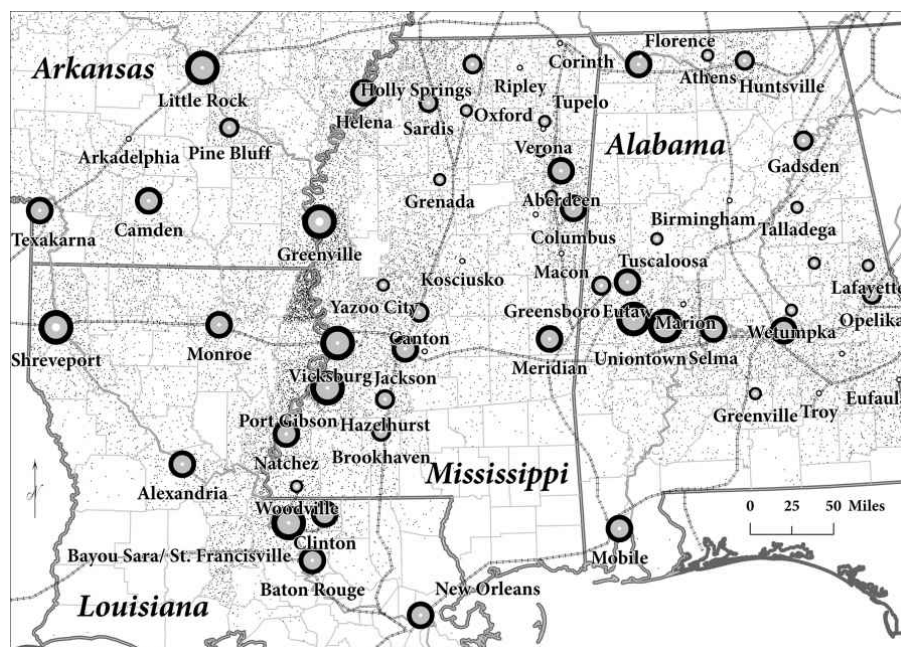 Florence
Arkansas
Corinth
Athens
Huntsville
Little Rock
Holly Springs
Ripley
Helena
Sardis
Oxford
Tupelo
Arkadelphia
Pine Bluff
Verona
Alabama
Gadsden
Texakarna
Camden
Grenada
Aberdeen
Birmingham
Talladega
Greenville
Columbus
Kosciusko
Macon
Tuscaloosa
Lafayette
Yazoo City
Greensboro
Eutaw
Marion
Wetumpka
Opelika
Shreveport
Monroe
Canton
Vicksburg
Jackson
Meridian
Uniontown
Selma
Port Gibson
Hazelhurst
Greenville
Troy
Eufaul
Natchez
Brookhaven
Alexandria
Mississippi
N
0 25 50 Miles
Woodville
Clinton
Bayou Sara/ St. Francisville
Mobile
Baton Rouge
New Orleans
Louisiana